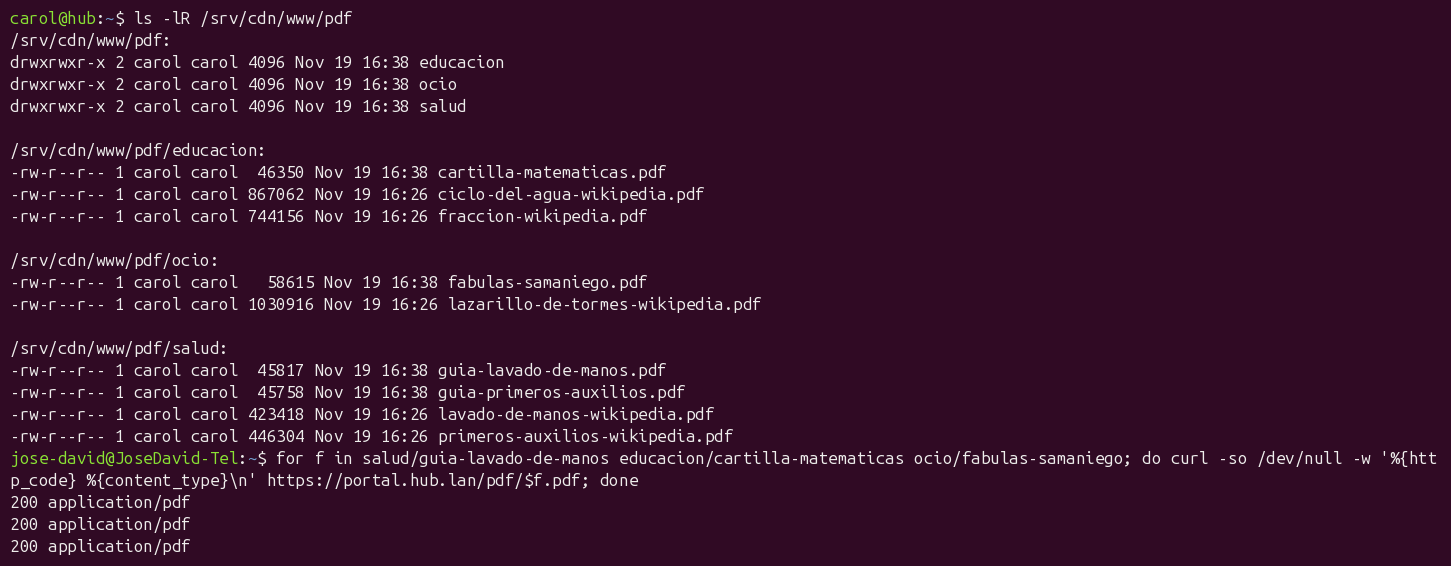 carol@hub:~$ ls -lR /srv/cdn/www/pdf
/srv/cdn/www/pdf:
drwxrwxr-x 2 carol carol 4096 Nov 19 16:38 educacion
drwxrwxr-x 2 carol carol 4096 Nov 19 16:38 ocio
drwxrwxr-x 2 carol carol 4096 Nov 19 16:38 salud

/srv/cdn/www/pdf/educacion:
-rw-r--r-- 1 carol carol  46350 Nov 19 16:38 cartilla-matematicas.pdf
-rw-r--r-- 1 carol carol 867062 Nov 19 16:26 ciclo-del-agua-wikipedia.pdf
-rw-r--r-- 1 carol carol 744156 Nov 19 16:26 fraccion-wikipedia.pdf

/srv/cdn/www/pdf/ocio:
-rw-r--r-- 1 carol carol   58615 Nov 19 16:38 fabulas-samaniego.pdf
-rw-r--r-- 1 carol carol 1030916 Nov 19 16:26 lazarillo-de-tormes-wikipedia.pdf

/srv/cdn/www/pdf/salud:
-rw-r--r-- 1 carol carol  45817 Nov 19 16:38 guia-lavado-de-manos.pdf
-rw-r--r-- 1 carol carol  45758 Nov 19 16:38 guia-primeros-auxilios.pdf
-rw-r--r-- 1 carol carol 423418 Nov 19 16:26 lavado-de-manos-wikipedia.pdf
-rw-r--r-- 1 carol carol 446304 Nov 19 16:26 primeros-auxilios-wikipedia.pdf
jose-david@JoseDavid-Tel:~$ for f in salud/guia-lavado-de-manos educacion/cartilla-matematicas ocio/fabulas-samaniego; do curl -so /dev/null -w '%{htt
p_code} %{content_type}\n' https://portal.hub.lan/pdf/$f.pdf; done
200 application/pdf
200 application/pdf
200 application/pdf